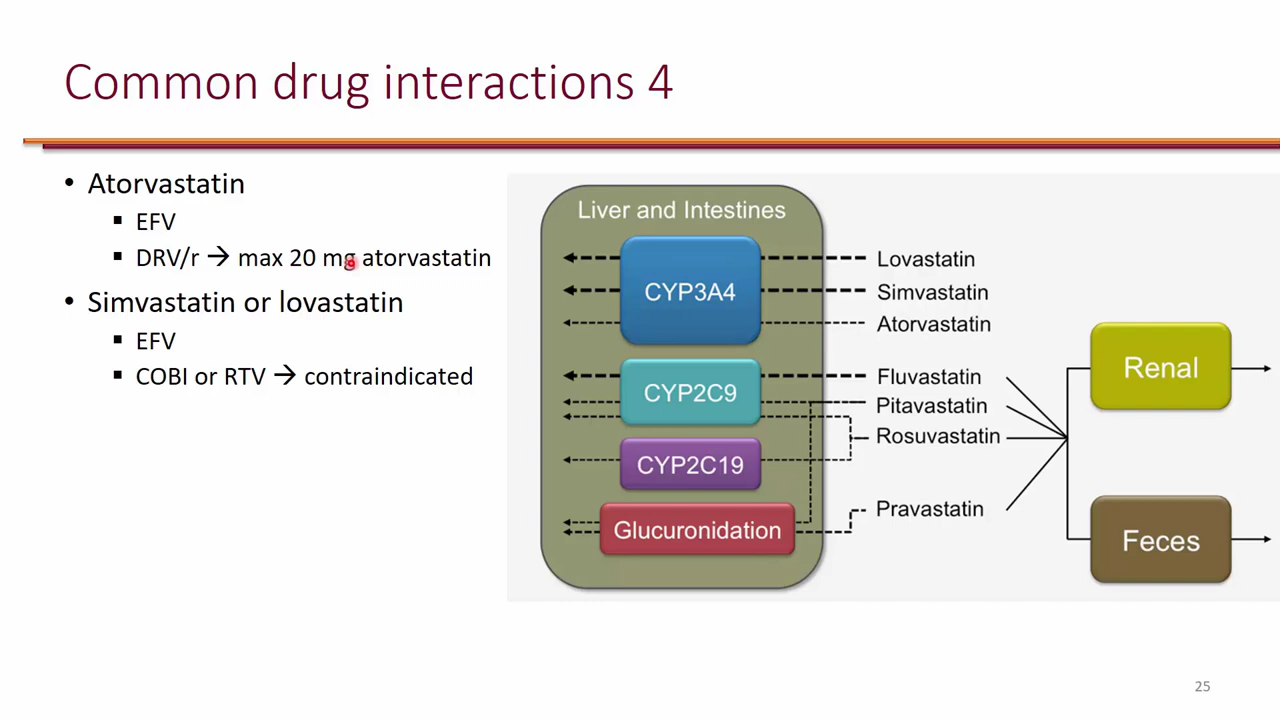 Common drug interactions 4
• Atorvastatin
▪ EFV
▪ DRV/r → max 20 mg atorvastatin
• Simvastatin or lovastatin
▪ EFV
▪ COBI or RTV → contraindicated
Liver and Intestines
CYP3A4
CYP2C9
CYP2C19
Glucuronidation
Lovastatin
Simvastatin
Atorvastatin
Fluvastatin
Pitavastatin
Rosuvastatin
Pravastatin
Renal
Feces
25